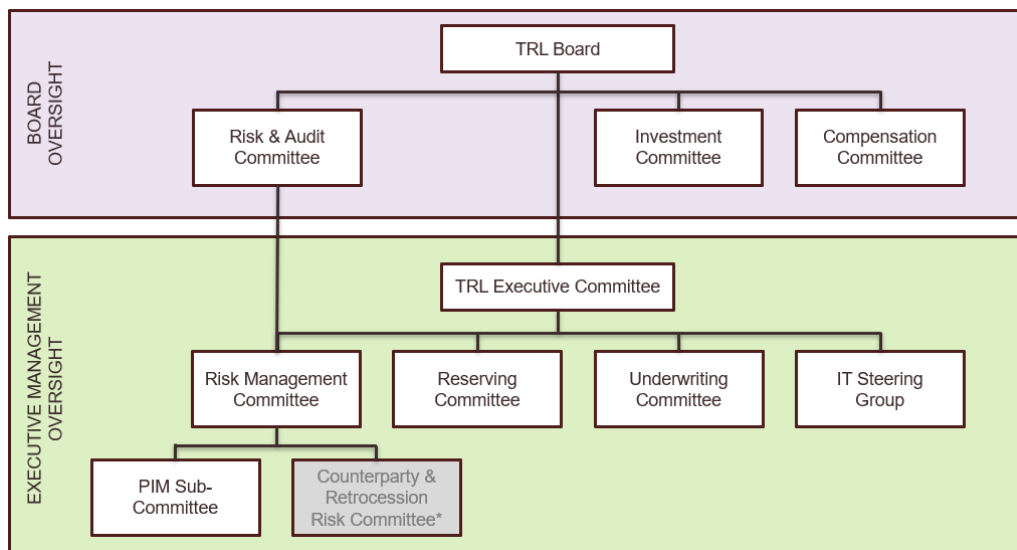 BOARD
OVERSIGHT
TRL Board
Risk & Audit
Committee
Investment
Committee
Compensation
Committee
EXECUTIVE MANAGEMENT
OVERSIGHT
TRL Executive Committee
Risk Management
Committee
Reserving
Committee
Underwriting
Committee
IT Steering
Group
PIM Sub-
Committee
Counterparty &
Retrocession
Risk Committee*